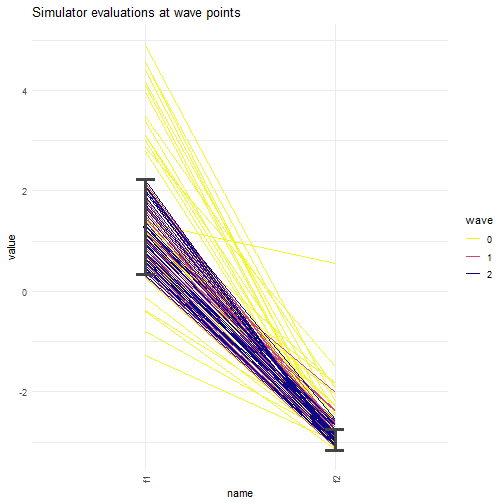 Simulator evaluations at wave points
value
4
2
0
-2
f1
f2
name
wave
0
1
2